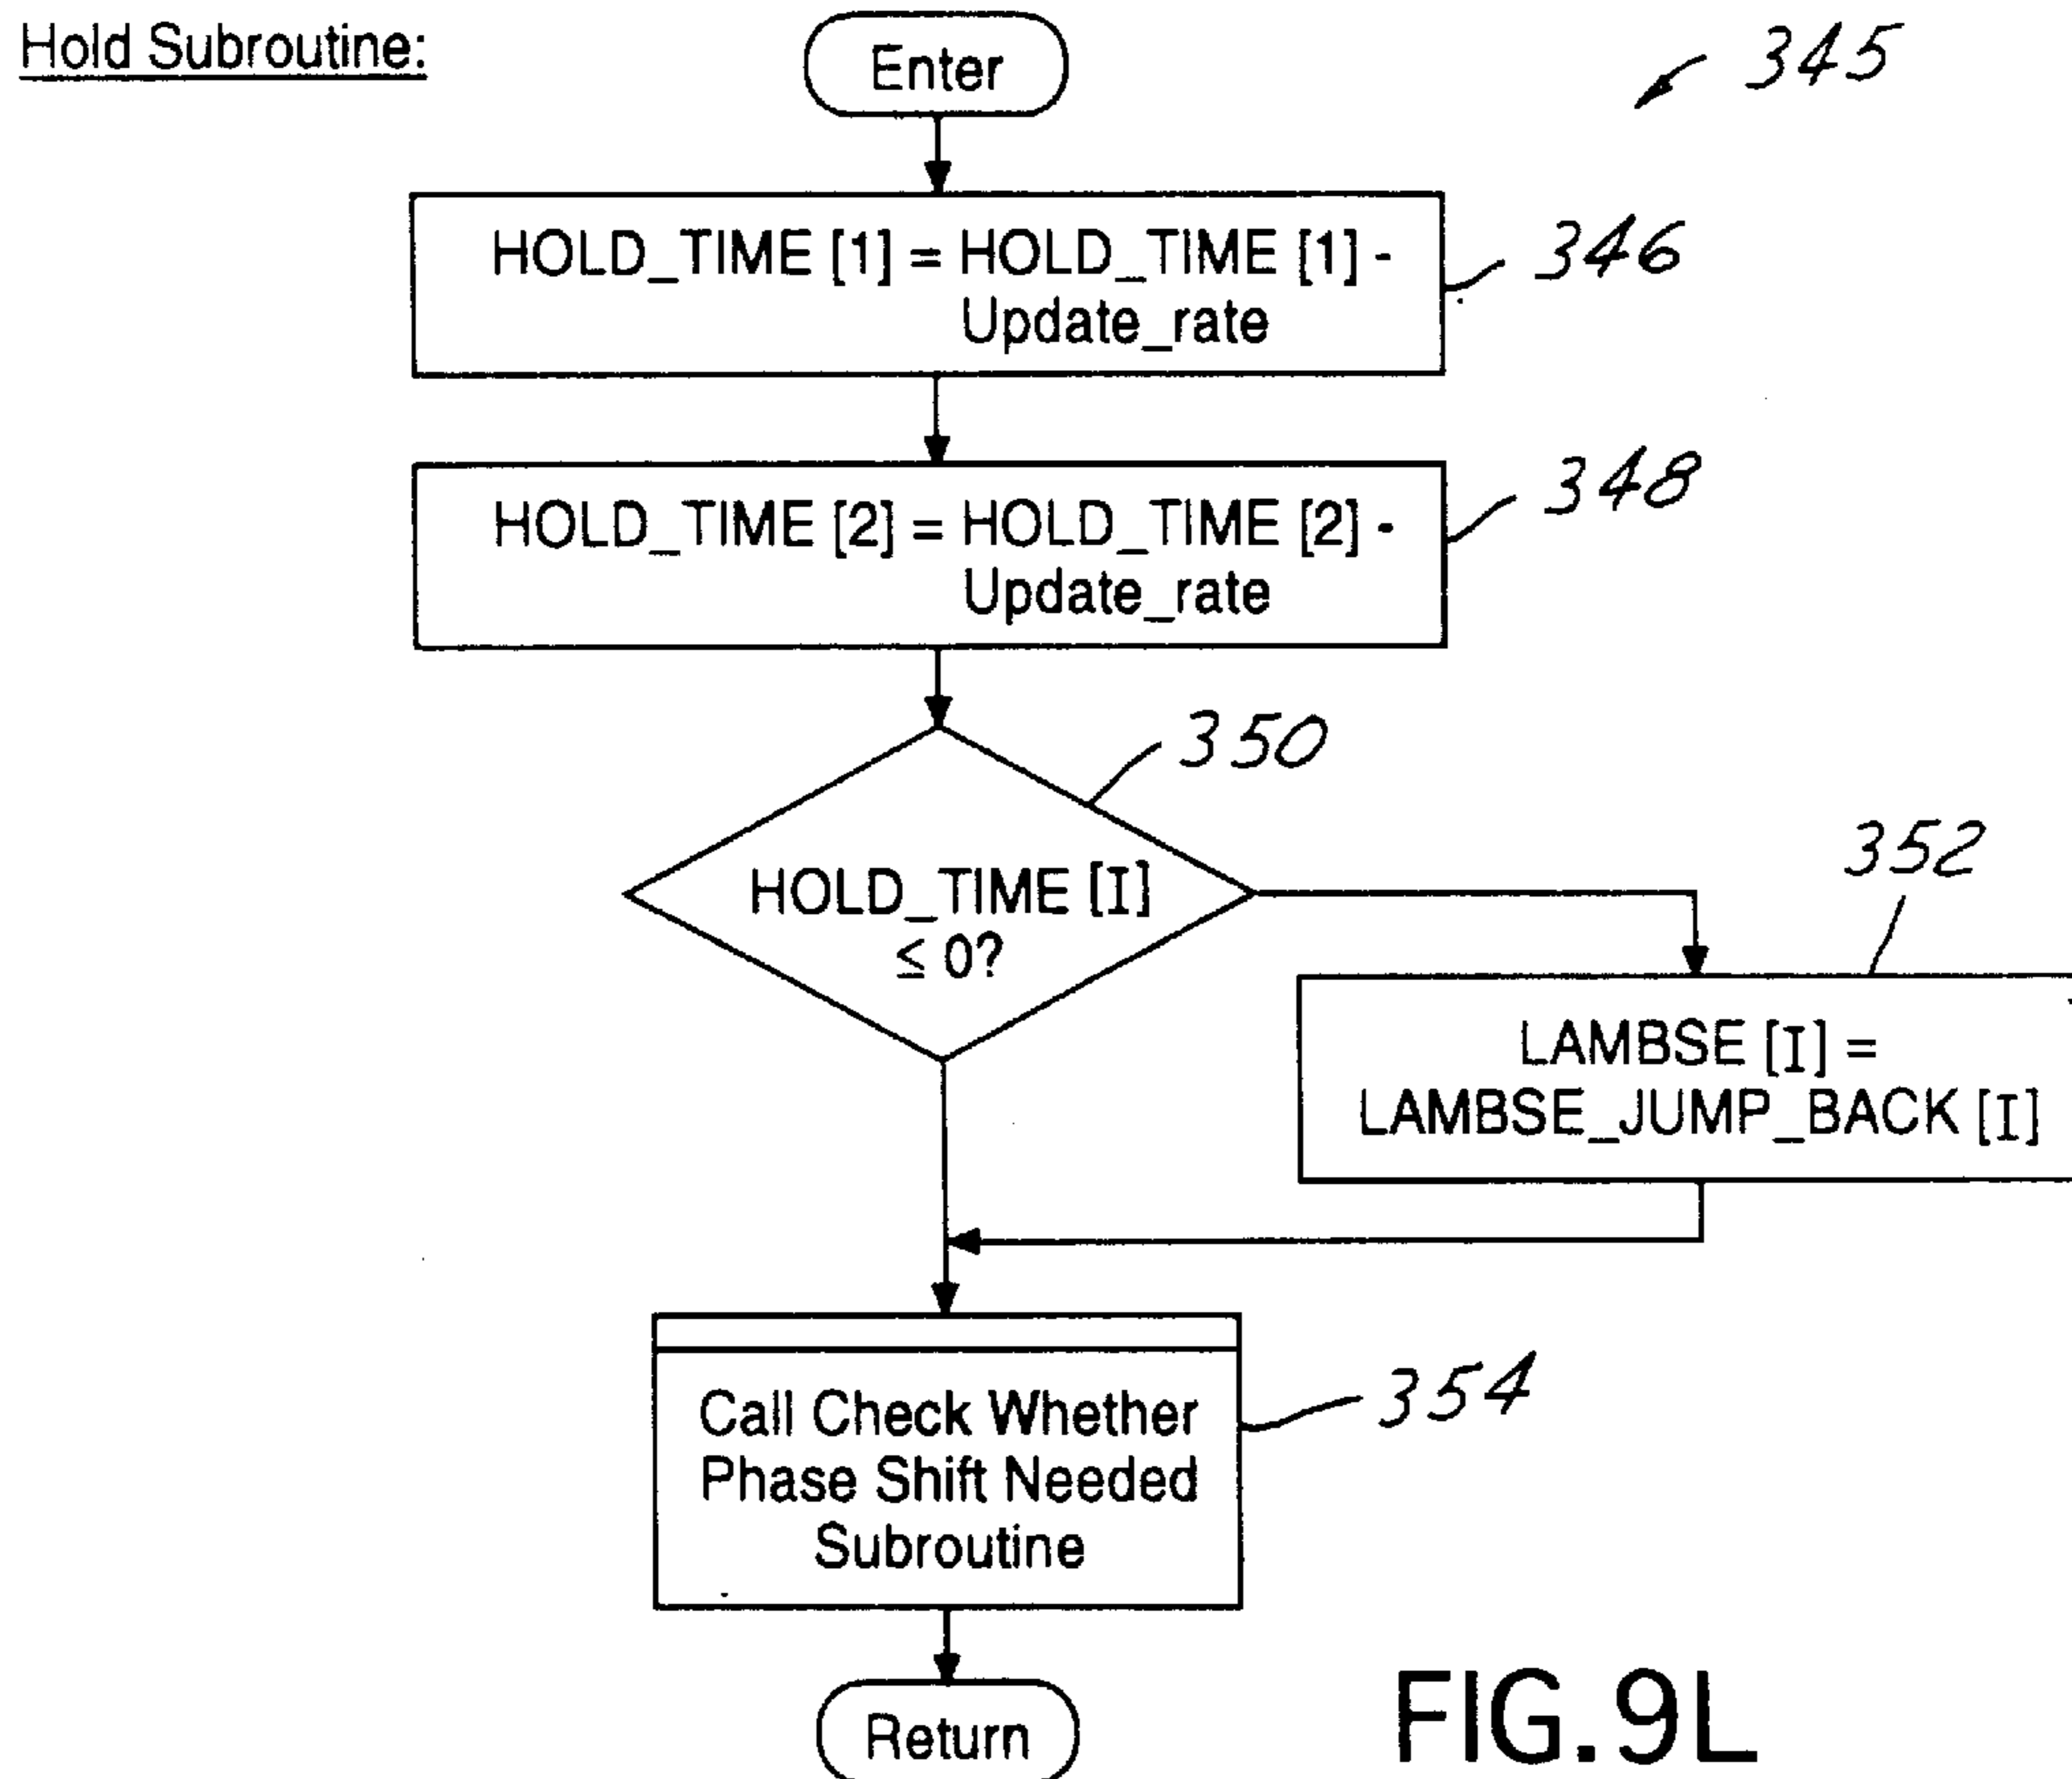 Hold Subroutine:
Enter
345
HOLD_TIME [1] = HOLD_TIME [1] -
Update_rate
346
HOLD_TIME [2] = HOLD_TIME [2] -
Update_rate
348
350
HOLD_TIME [I]
≤ 0?
352
LAMBSE [I] =
LAMBSE_JUMP_BACK [I]
Call Check Whether
Phase Shift Needed
Subroutine
354
Return
FIG.9L